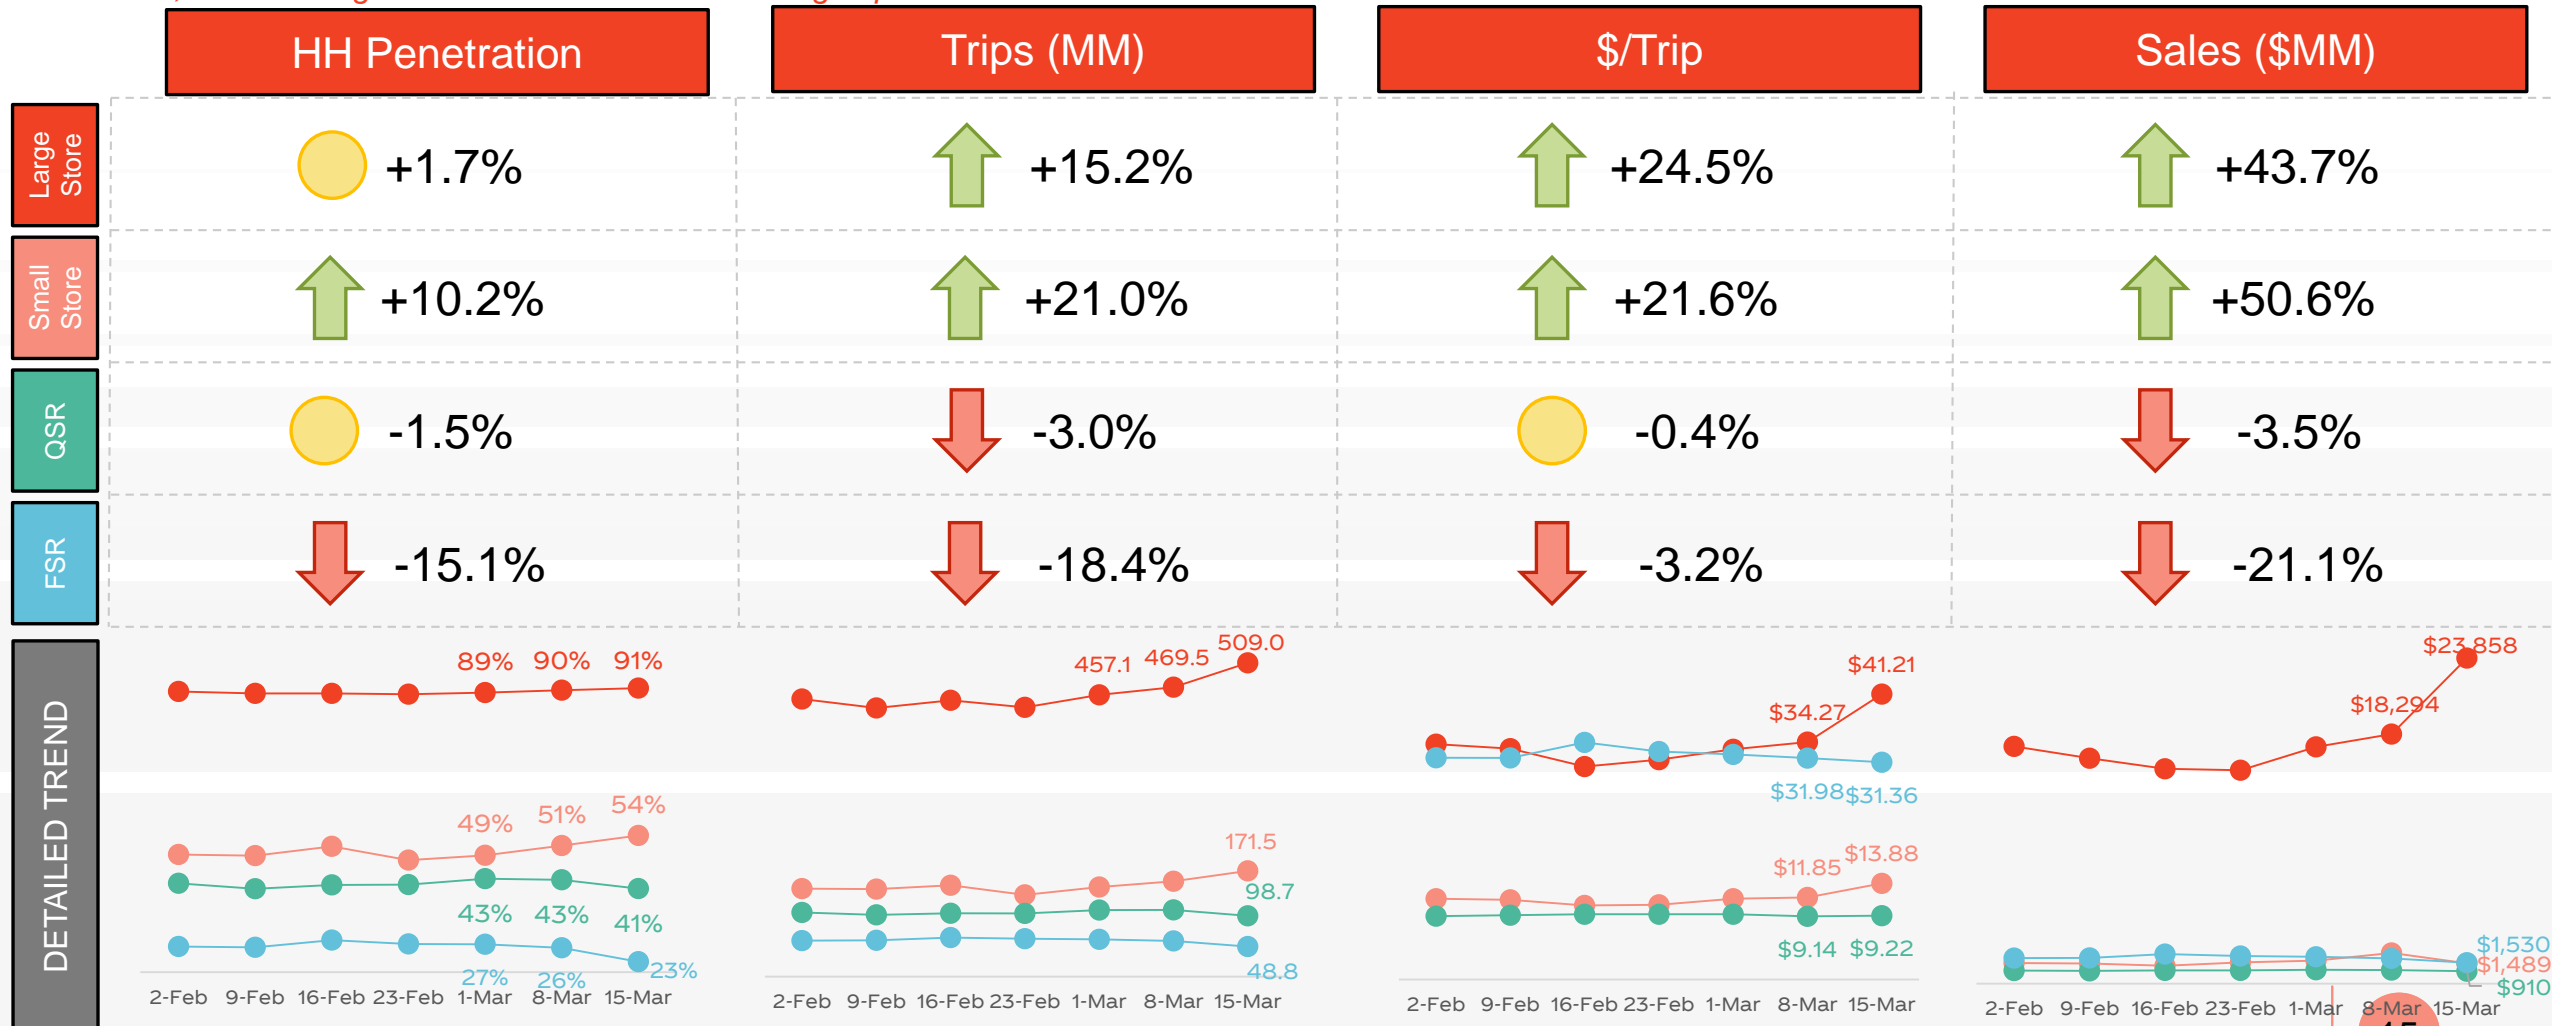 HH Penetration
Trips (MM)
$/Trip
Sales ($MM)
Large
Store
+1.7%
+15.2%
+24.5%
+43.7%
Small
Store
+10.2%
+21.0%
+21.6%
+50.6%
QSR
-1.5%
-3.0%
-0.4%
-3.5%
FSR
-15.1%
-18.4%
-3.2%
-21.1%
DETAILED TREND
89% 90% 91%
49% 51% 54%
43% 43% 41%
27% 26% 23%
2-Feb 9-Feb 16-Feb 23-Feb 1-Mar 8-Mar 15-Mar
457.1 469.5 509.0
171.5
98.7
48.8
2-Feb 9-Feb 16-Feb 23-Feb 1-Mar 8-Mar 15-Mar
$34.27 $41.21
$31.98 $31.36
$11.85 $13.88
$9.14 $9.22
2-Feb 9-Feb 16-Feb 23-Feb 1-Mar 8-Mar 15-Mar
$18,294 $23,858
$1,530
$1,489
$910
2-Feb 9-Feb 16-Feb 23-Feb 1-Mar 8-Mar 15-Mar